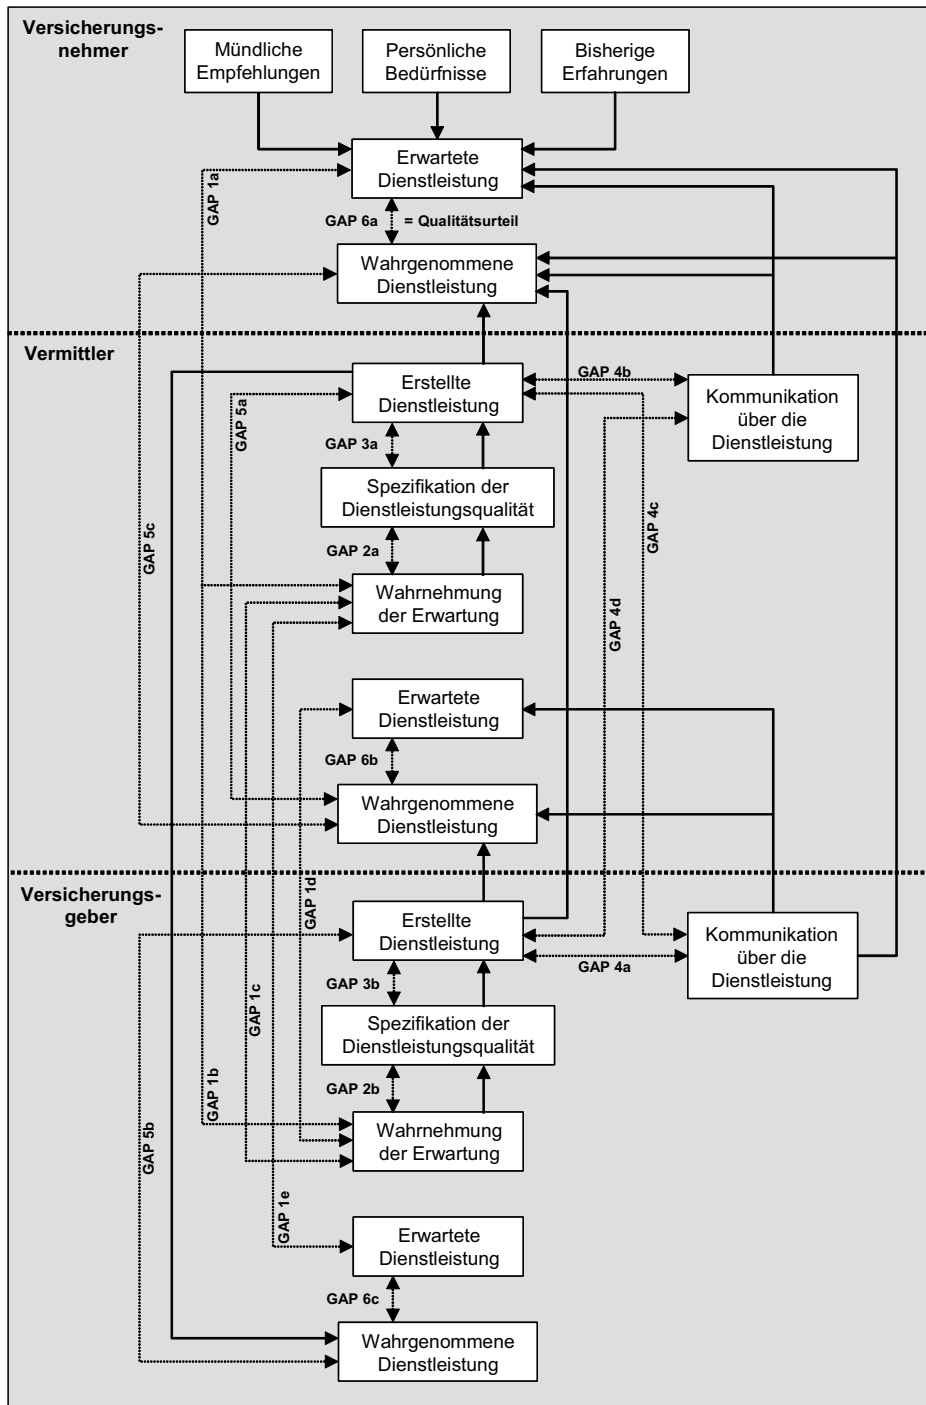 Versicherungs-
nehmer
Mündliche
Empfehlungen
Persönliche
Bedürfnisse
Bisherige
Erfahrungen
Erwartete
Dienstleistung
GAP 1a
GAP 6a
= Qualitätsurteil
Wahrgenommene
Dienstleistung
Vermittler
Erstellte
Dienstleistung
GAP 4b
Kommunikation
über die
Dienstleistung
GAP 5a
GAP 3a
Spezifikation der
Dienstleistungsqualität
GAP 5c
GAP 4c
GAP 2a
Wahrnehmung
der Erwartung
GAP 4d
Erwartete
Dienstleistung
GAP 6b
Wahrgenommene
Dienstleistung
Versicherungs-
geber
GAP 1d
Erstellte
Dienstleistung
GAP 4a
Kommunikation
über die
Dienstleistung
GAP 3b
GAP 1c
Spezifikation der
Dienstleistungsqualität
GAP 2b
GAP 1b
GAP 5b
Wahrnehmung
der Erwartung
GAP 1e
Erwartete
Dienstleistung
GAP 6c
Wahrgenommene
Dienstleistung